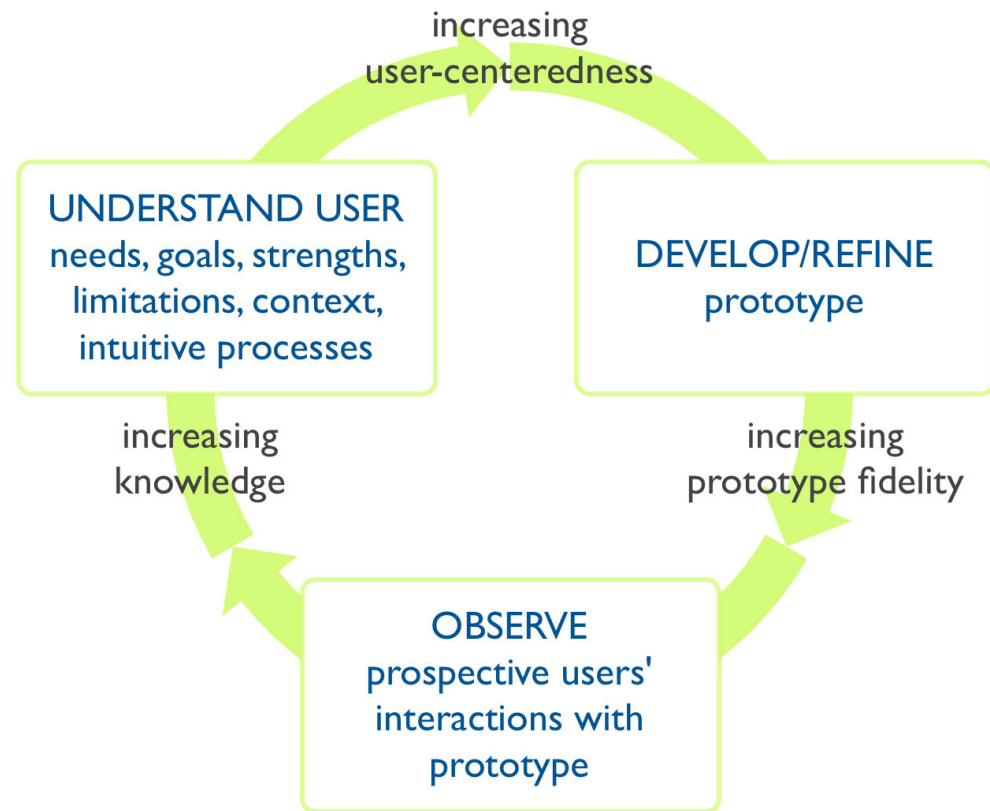 increasing
user-centeredness
UNDERSTAND USER
needs, goals, strengths,
limitations, context,
intuitive processes
DEVELOP/REFINE
prototype
increasing
knowledge
increasing
prototype fidelity
OBSERVE
prospective users'
interactions with
prototype